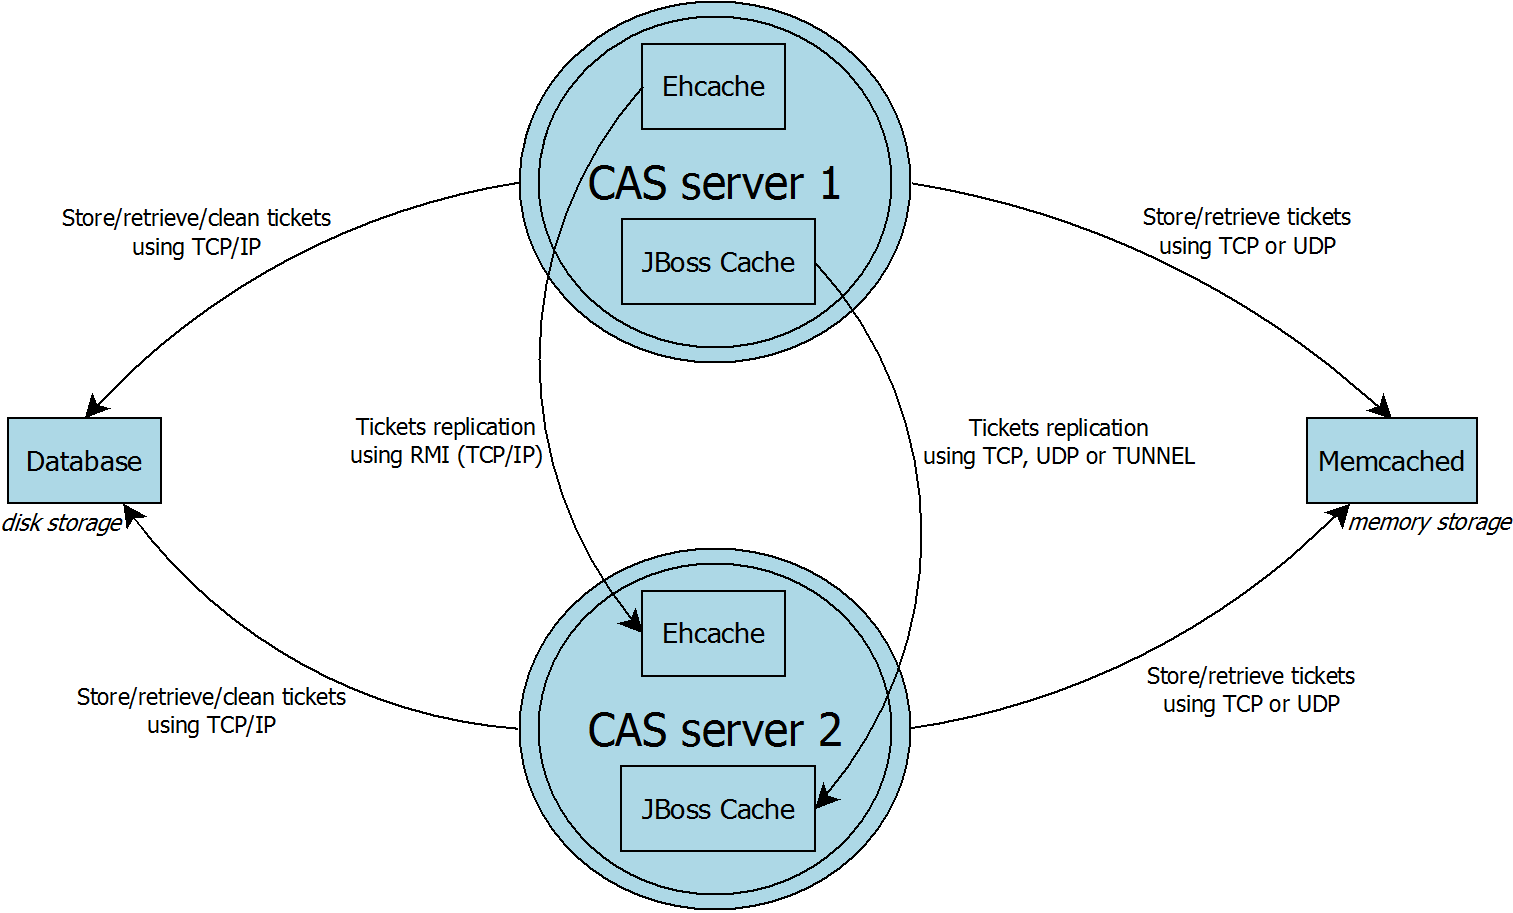 Ehcache
CAS server 1
JBoss Cache
Store/retrieve/clean tickets
using TCP/IP
Store/retrieve tickets
using TCP or UDP
Tickets replication
using RMI (TCP/IP)
Tickets replication
using TCP, UDP or TUNNEL
Database
disk storage
Memcached
memory storage
Ehcache
CAS server 2
JBoss Cache
Store/retrieve/clean tickets
using TCP/IP
Store/retrieve tickets
using TCP or UDP